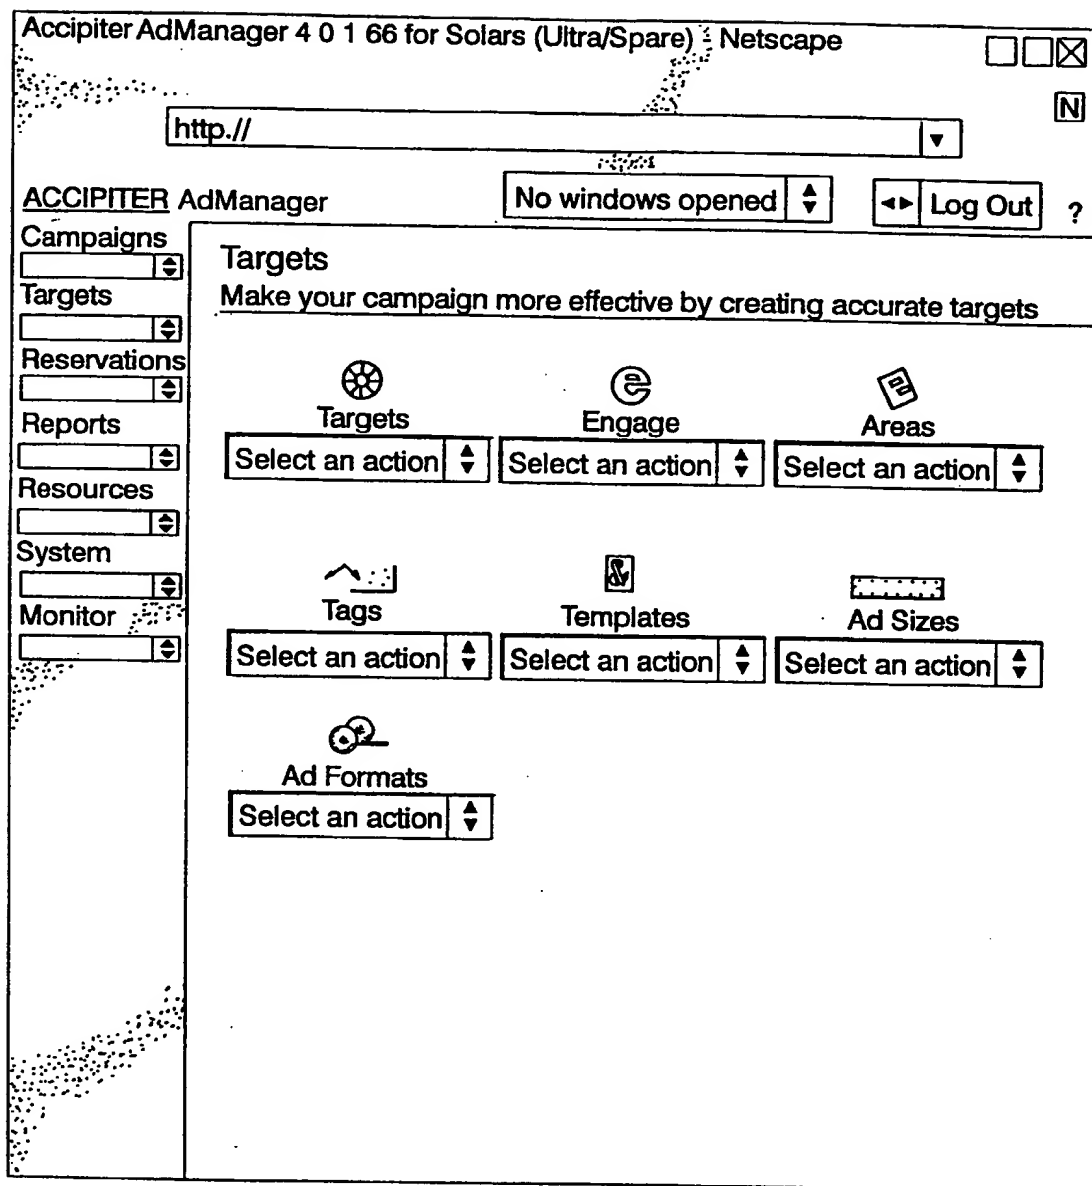 Accipiter AdManager 4 0 1 66 for Solars (Ultra/Spare) - Netscape
N
http.//
No windows opened
Log Out
?
ACCIPITER AdManager
Campaigns
Targets
Reservations
Reports
Resources
System
Monitor
Targets
Make your campaign more effective by creating accurate targets
e
Targets Engage Areas
Select an action Select an action Select an action
Tags Templates Ad Sizes
Select an action Select an action Select an action
Ad Formats
Select an action